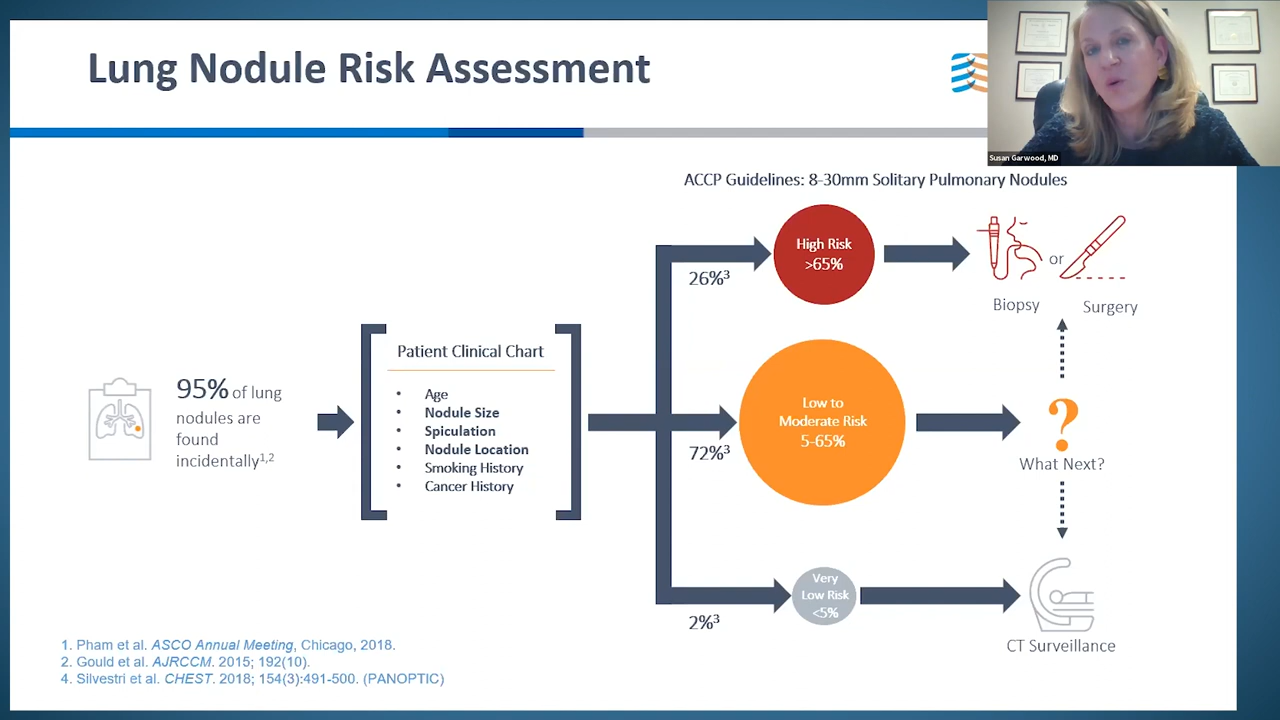 Lung Nodule Risk Assessment
Susan Garwood, MD
ACCP Guidelines: 8-30mm Solitary Pulmonary Nodules
95% of lung
nodules are
found
incidentally1,2
Patient Clinical Chart
• Age
• Nodule Size
• Spiculation
• Nodule Location
• Smoking History
• Cancer History
26%3
High Risk
>65%
or
Biopsy
Surgery
72%3
Low to
Moderate Risk
5-65%
?
What Next?
2%3
Very
Low Risk
<5%
CT Surveillance
1. Pham et al. ASCO Annual Meeting, Chicago, 2018.
2. Gould et al. AJRCCM. 2015; 192(10).
4. Silvestri et al. CHEST. 2018; 154(3):491-500. (PANOPTIC)